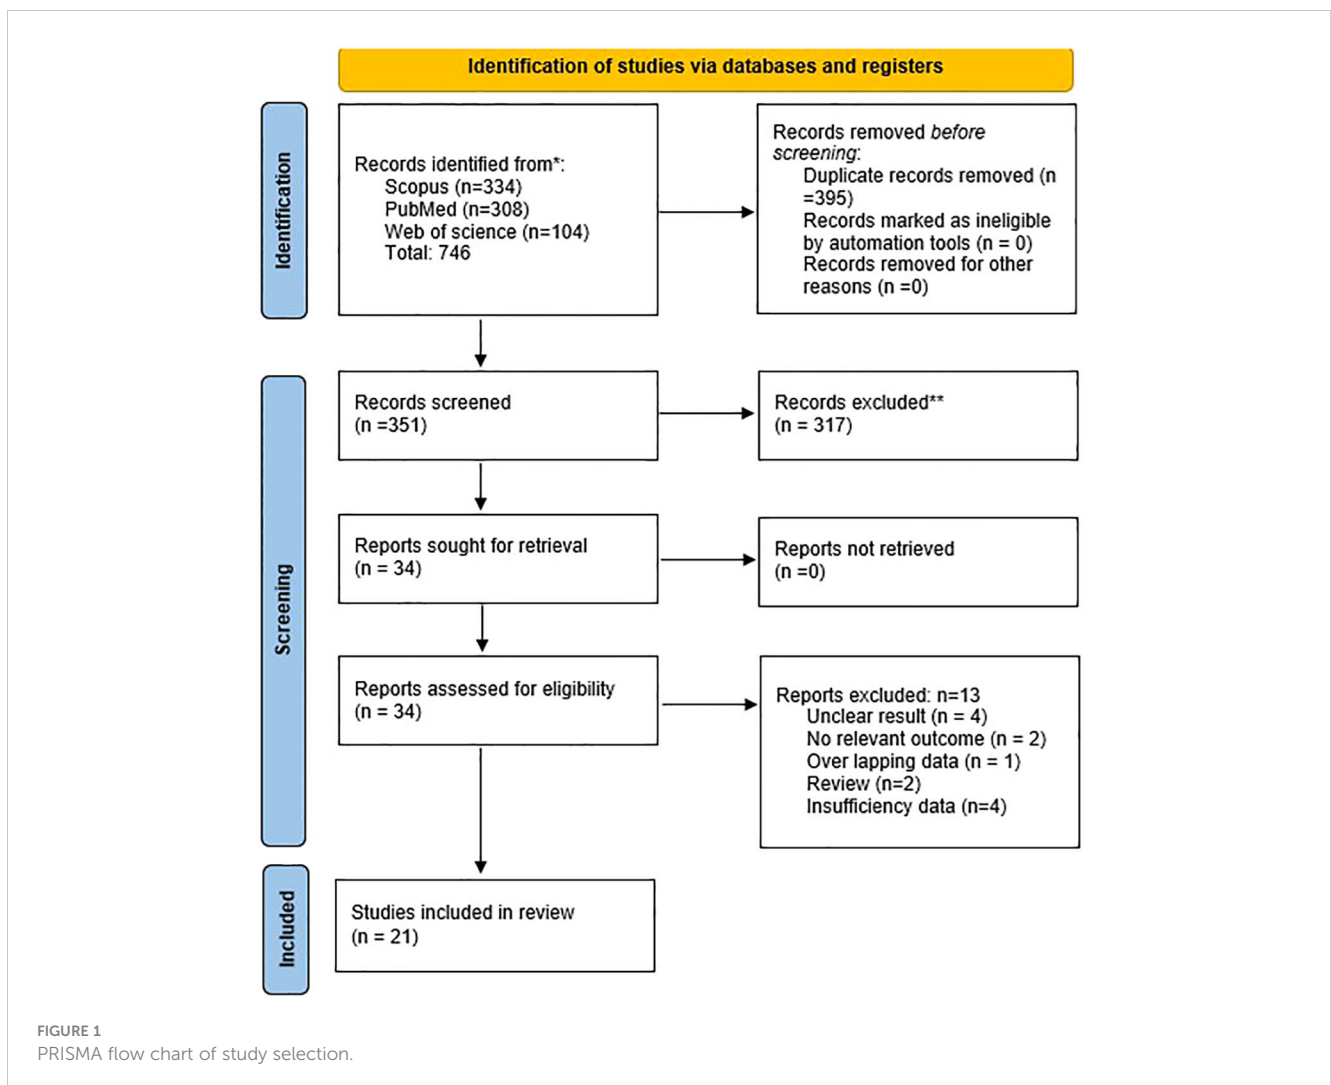 Identification of studies via databases and registers
Identification
Records identified from*:
Scopus (n=334)
PubMed (n=308)
Web of science (n=104)
Total: 746
Records removed before
screening:
Duplicate records removed (n
=395)
Records marked as ineligible
by automation tools (n = 0)
Records removed for other
reasons (n =0)
Screening
Records screened
(n =351)
Records excluded**
(n = 317)
Reports sought for retrieval
(n = 34)
Reports not retrieved
(n =0)
Reports assessed for eligibility
(n = 34)
Reports excluded: n=13
Unclear result (n = 4)
No relevant outcome (n = 2)
Over lapping data (n = 1)
Review (n=2)
Insufficiency data (n=4)
Included
Studies included in review
(n = 21)
FIGURE 1
PRISMA flow chart of study selection.